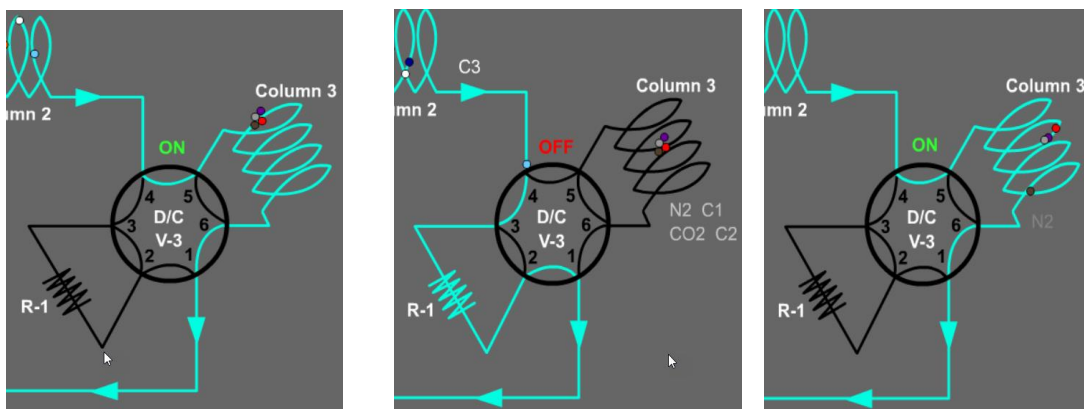 umn 2
Column 3
ON
4 5
3 D/C 6
V-3
2 1
R-1
C3
umn 2
Column 3
OFF
4 5
3 D/C 6
V-3
2 1
N2 C1
CO2 C2
R-1
umn 2
Column 3
ON
4 5
3 D/C 6
V-3
2 1
N2
R-1